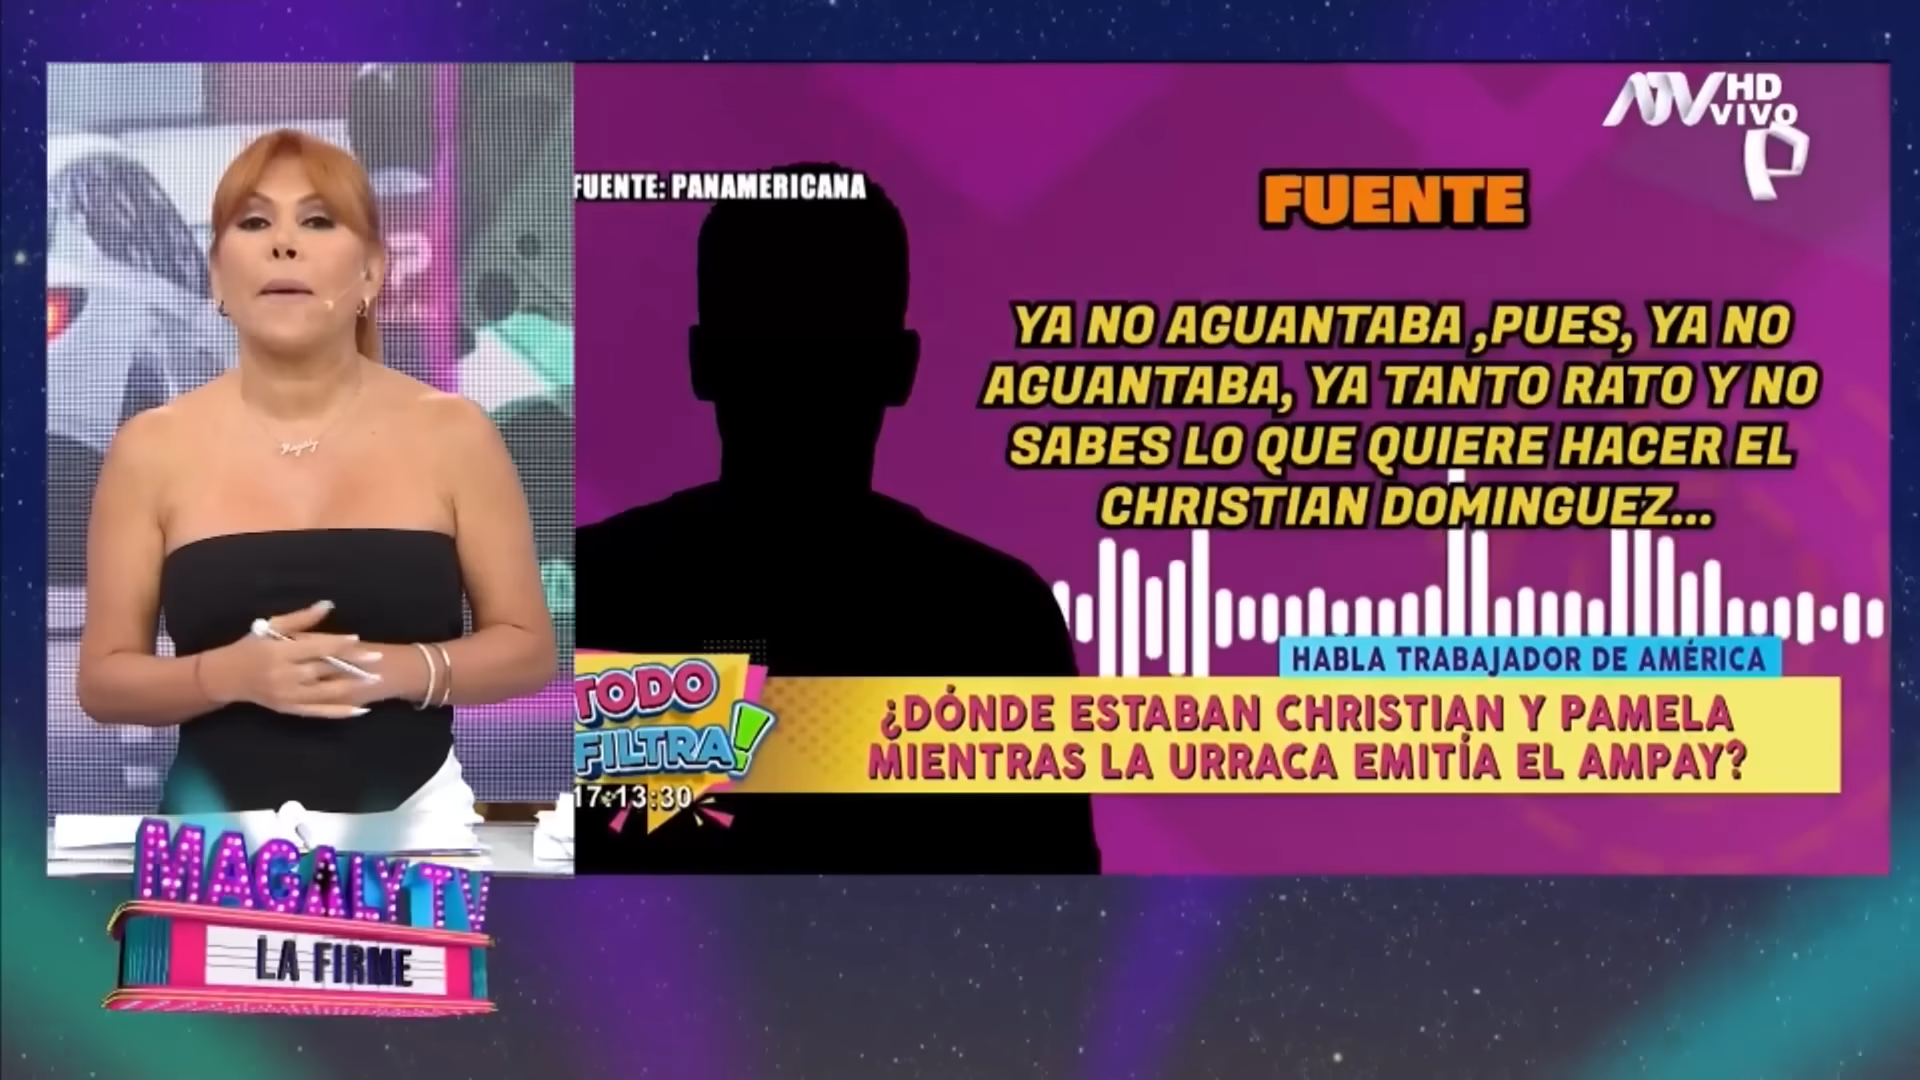 ATV HD
VIVO
FUENTE: PANAMERICANA
FUENTE
YA NO AGUANTABA ,PUES, YA NO
AGUANTABA, YA TANTO RATO Y NO
SABES LO QUE QUIERE HACER EL
CHRISTIAN DOMINGUEZ...
Magaly
HABLA TRABAJADOR DE AMÉRICA
TODO
FILTRA!
¿DÓNDE ESTABAN CHRISTIAN Y PAMELA
MIENTRAS LA URRACA EMITÍA EL AMPAY?
17:13:30
MAGALY TV
LA FIRME